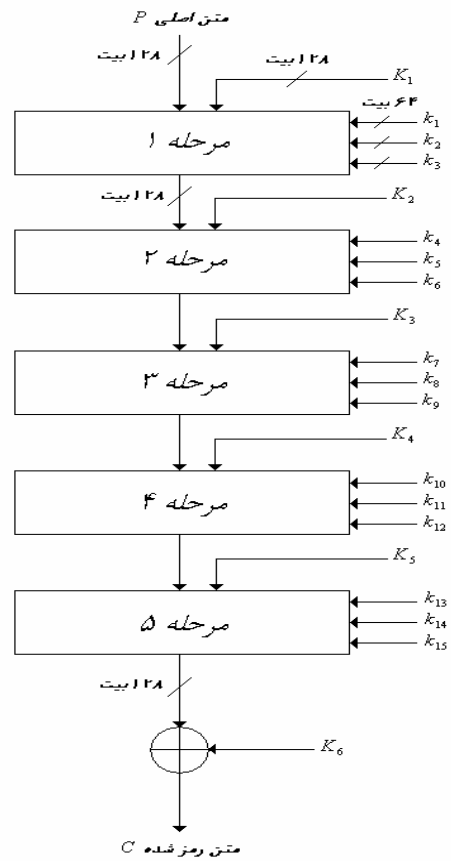 متن اصلی P
۱۲۸ بیت
۱۲۸ بیت
K₁
مرحله ۱
۶۴ بیت
k₁
k₂
k₃
۱۲۸ بیت
K₂
مرحله ۲
k₄
k₅
k₆
K₃
مرحله ۳
k₇
k₈
k₉
K₄
مرحله ۴
k₁₀
k₁₁
k₁₂
K₅
مرحله ۵
k₁₃
k₁₄
k₁₅
۱۲۸ بیت
K₆
متن رمز شده C